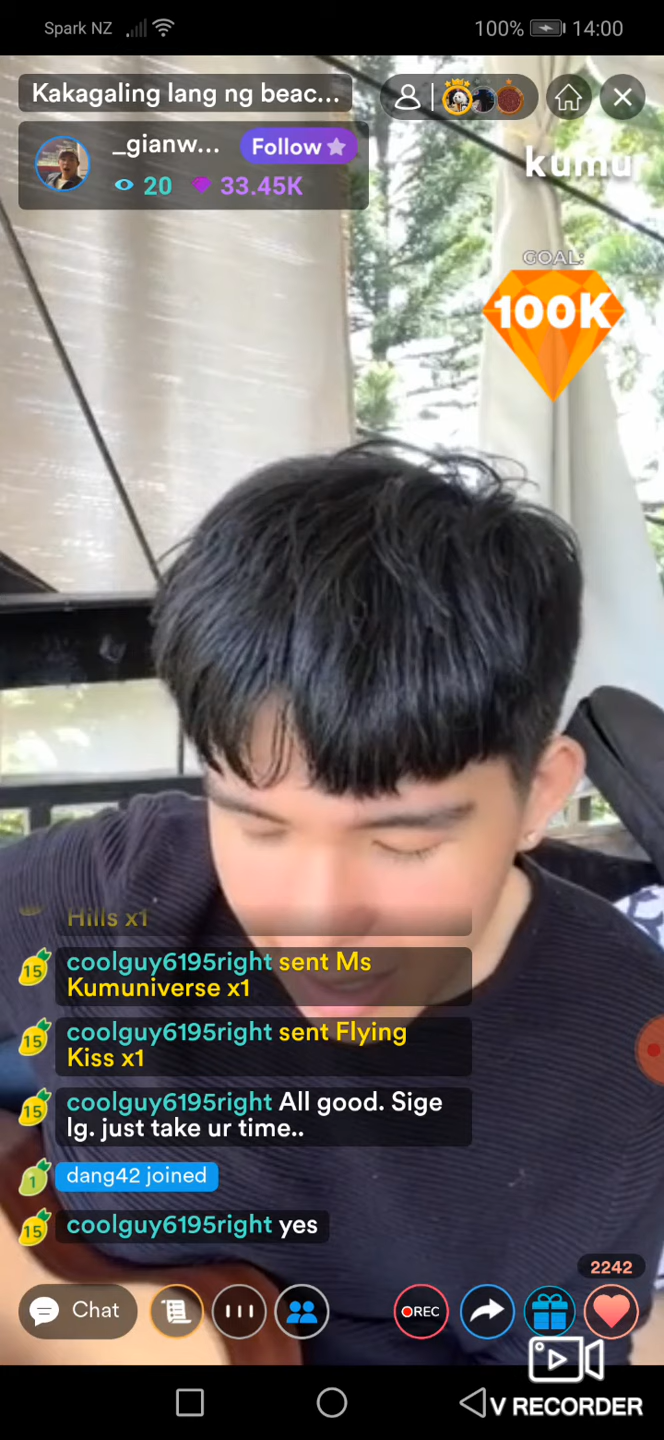 Spark NZ
100% 14:00
Kakagaling lang ng beac...
_gianw...
Follow
20 33.45K
kumu
GOAL:
100K
Hills x1
15 coolguy6195right sent Ms
Kumuniverse x1
15 coolguy6195right sent Flying
Kiss x1
15 coolguy6195right All good. Sige
lg. just take ur time..
1 dang42 joined
15 coolguy6195right yes
2242
Chat
REC
V RECORDER